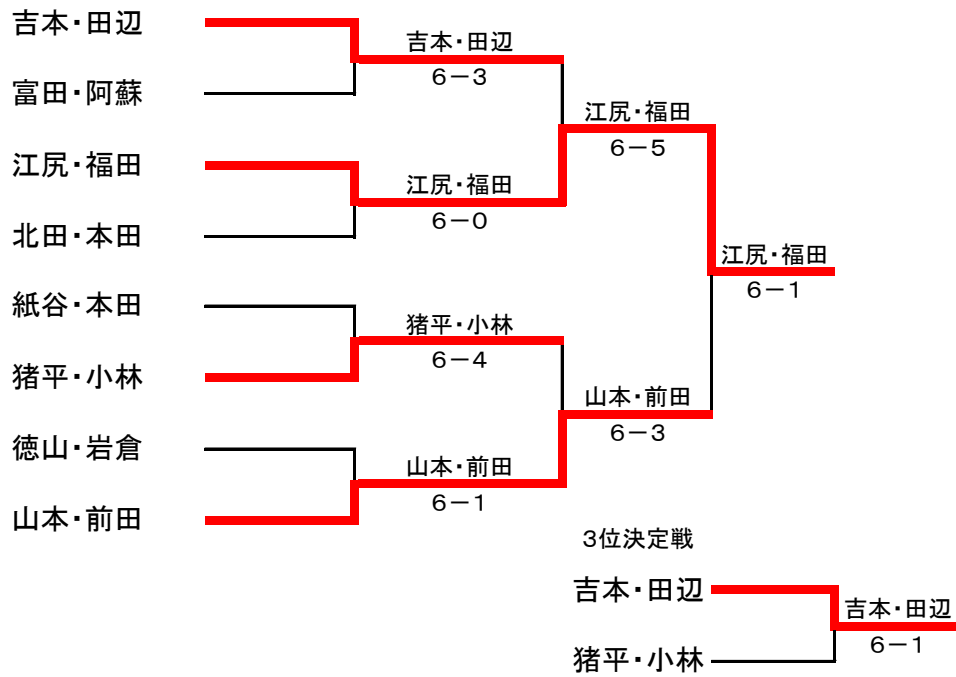 吉本・田辺
富田・阿蘇
江尻・福田
北田・本田
紙谷・本田
猪平・小林
徳山・岩倉
山本・前田
吉本・田辺
6－3
江尻・福田
6－0
猪平・小林
6－4
山本・前田
6－1
江尻・福田
6－5
山本・前田
6－3
江尻・福田
6－1
3位決定戦
吉本・田辺
猪平・小林
吉本・田辺
6－1